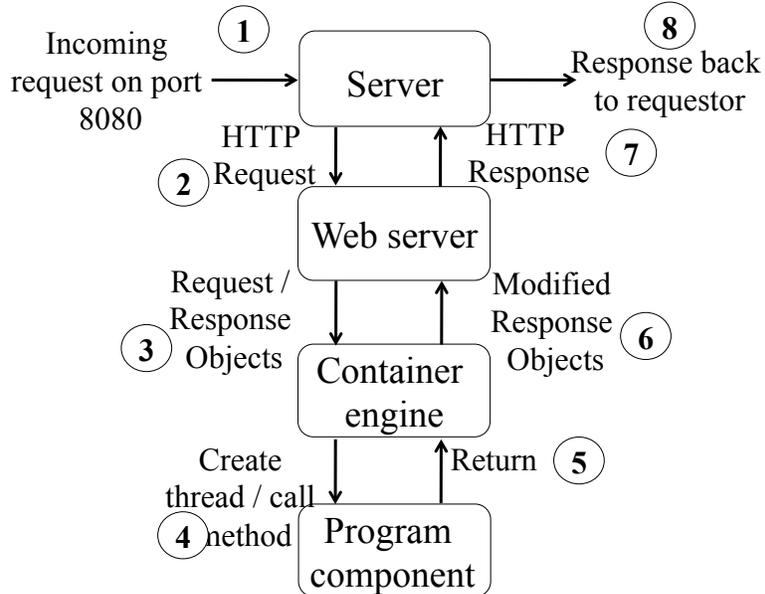 1
Incoming
request on port
8080
Server
8
Response back
to requestor
2
HTTP
Request
HTTP
Response
7
Web server
3
Request /
Response
Objects
Modified
Response
Objects
6
Container
engine
4
Create
thread / call
method
Return
5
Program
component